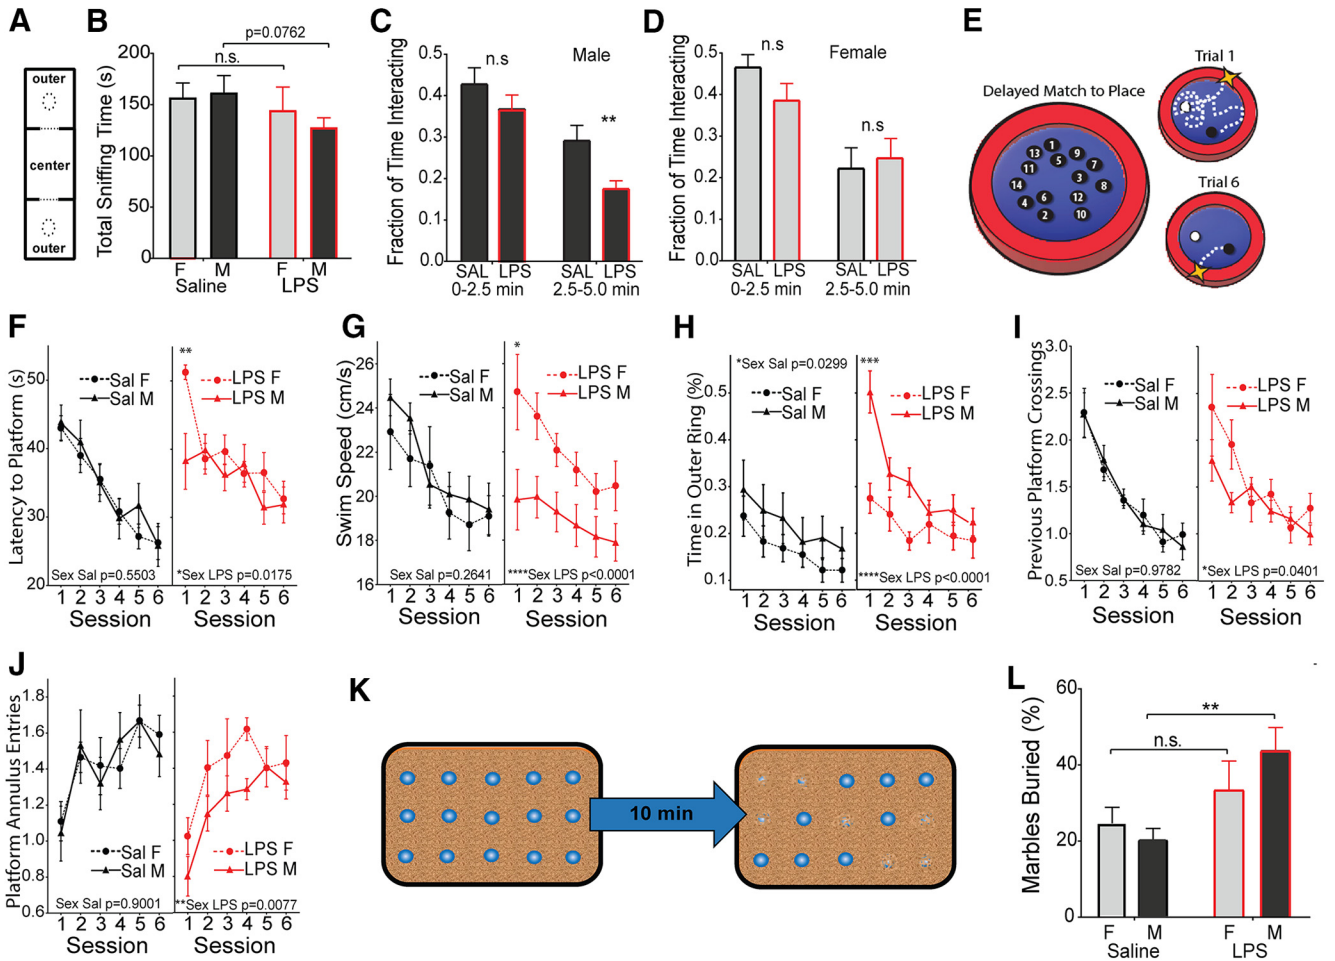 A
outer
center
outer
B
p=0.0762
n.s.
Total Sniffing Time (s)
200
150
100
50
0
F M F M
Saline LPS
C
Male
n.s
**
Fraction of Time Interacting
0.5
0.4
0.3
0.2
0.1
SAL LPS SAL LPS
0-2.5 min 2.5-5.0 min
D
Female
n.s
n.s
Fraction of Time Interacting
0.5
0.4
0.3
0.2
0.1
0.0
SAL LPS SAL LPS
0-2.5 min 2.5-5.0 min
E
Delayed Match to Place
1
13 9
5 7
11
3
14 8
6 12
4
2 10
Trial 1
Trial 6
F
Latency to Platform (s)
50
40
30
20
**
Sal F
Sal M
LPS F
LPS M
Sex Sal p=0.5503
*Sex LPS p=0.0175
1 2 3 4 5 6 1 2 3 4 5 6
Session Session
G
Swim Speed (cm/s)
26
24
22
20
18
16
*
Sal F
Sal M
LPS F
LPS M
Sex Sal p=0.2641
****Sex LPS p<0.0001
1 2 3 4 5 6 1 2 3 4 5 6
Session Session
H
Time in Outer Ring (%)
0.5
0.4
0.3
0.2
0.1
*Sex Sal p=0.0299
***
Sal F
Sal M
LPS F
LPS M
****Sex LPS p<0.0001
1 2 3 4 5 6 1 2 3 4 5 6
Session Session
I
Previous Platform Crossings
3.0
2.5
2.0
1.5
1.0
0.5
Sal F
Sal M
LPS F
LPS M
Sex Sal p=0.9782
*Sex LPS p=0.0401
1 2 3 4 5 6 1 2 3 4 5 6
Session Session
J
Platform Annulus Entries
1.8
1.6
1.4
1.2
1.0
0.8
0.6
Sal F
Sal M
LPS F
LPS M
Sex Sal p=0.9001
**Sex LPS p=0.0077
1 2 3 4 5 6 1 2 3 4 5 6
Session Session
K
10 min
L
Marbles Buried (%)
60
40
20
0
**
n.s.
F M F M
Saline LPS